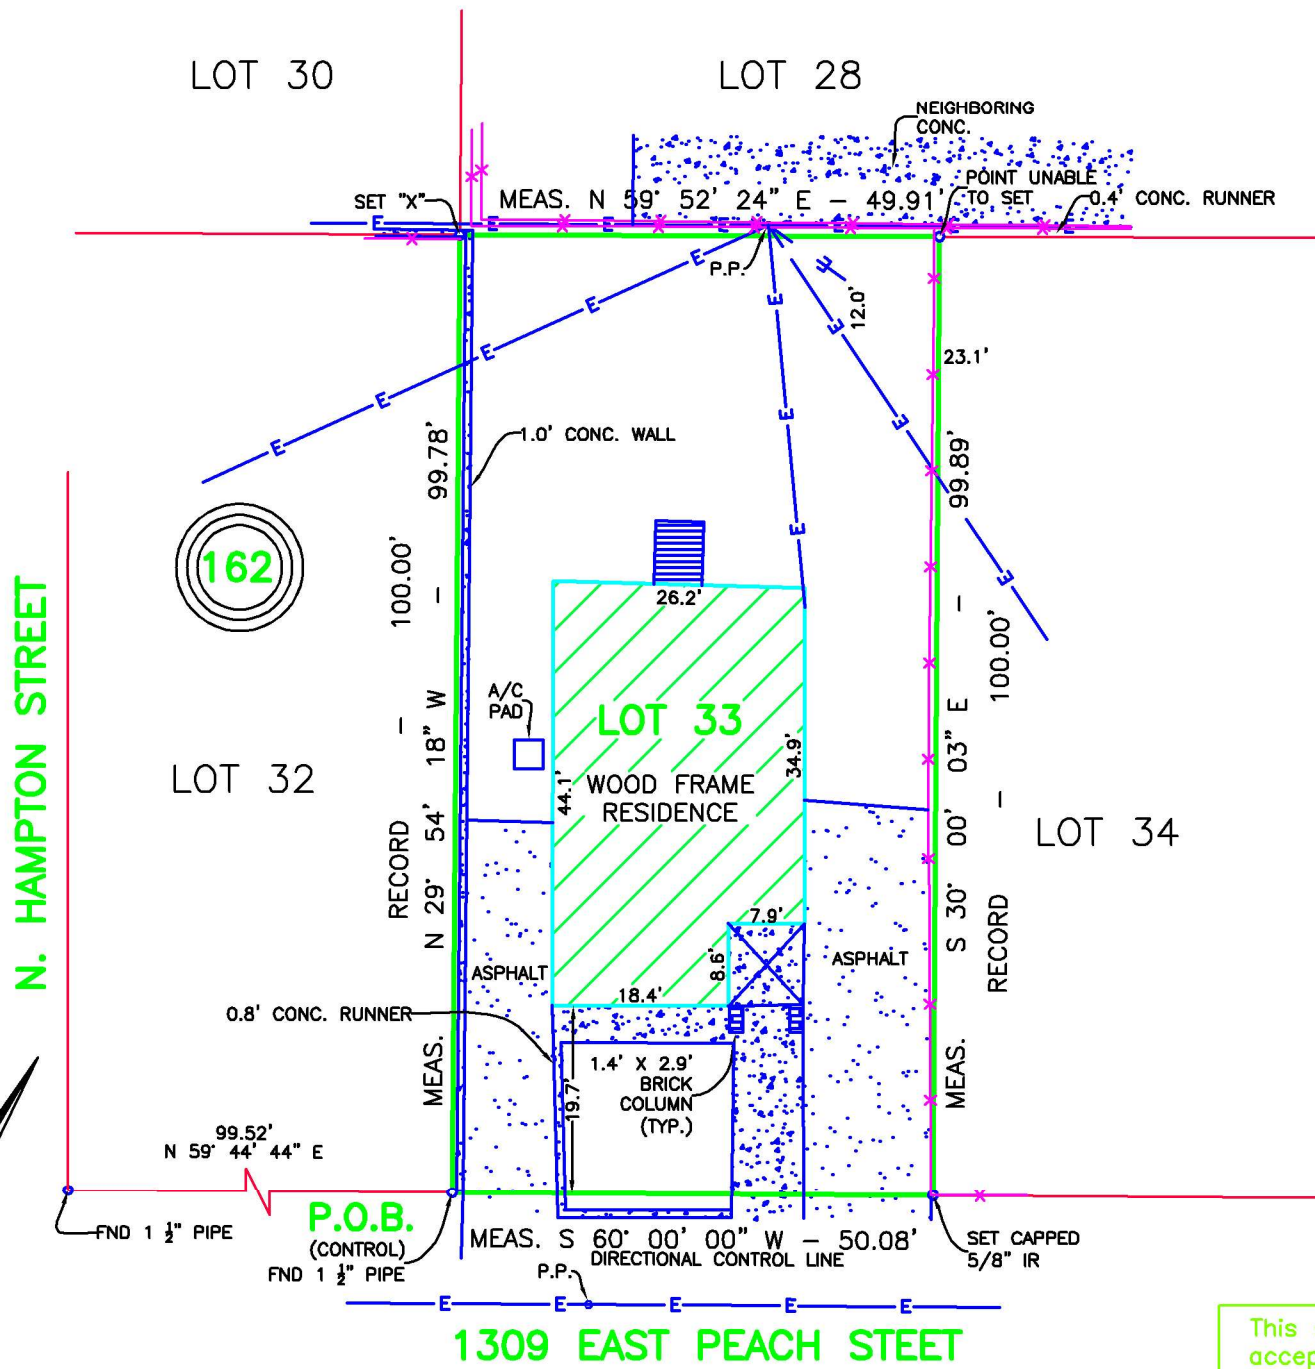 LOT 30
LOT 28
NEIGHBORING
CONC.
POINT UNABLE
TO SET
SET "X"
MEAS. N 59° 52' 24" E - 49.91'
0.4' CONC. RUNNER
E E E E E E
P.P.
E
12.0'
23.1'
E E E E E
E E E
E E E
1.0' CONC. WALL
162
N. HAMPTON STREET
MEAS. N 29° 54' 18" W - 99.78'
RECORD - 100.00'
MEAS. S 30° 00' 03" E - 99.89'
RECORD - 100.00'
26.2'
A/C
PAD
LOT 33
44.1'
34.9'
WOOD FRAME
RESIDENCE
LOT 32
LOT 34
7.9'
8.6'
ASPHALT
ASPHALT
18.4'
0.8' CONC. RUNNER
1.4' X 2.9'
BRICK
COLUMN
(TYP.)
19.7'
99.52'
N 59° 44' 44" E
FND 1 ½" PIPE
P.O.B.
(CONTROL)
FND 1 ½" PIPE
MEAS. S 60° 00' 00" W - 50.08'
DIRECTIONAL CONTROL LINE
SET CAPPED
5/8" IR
P.P.
E E E E E
1309 EAST PEACH STEET
This
accep